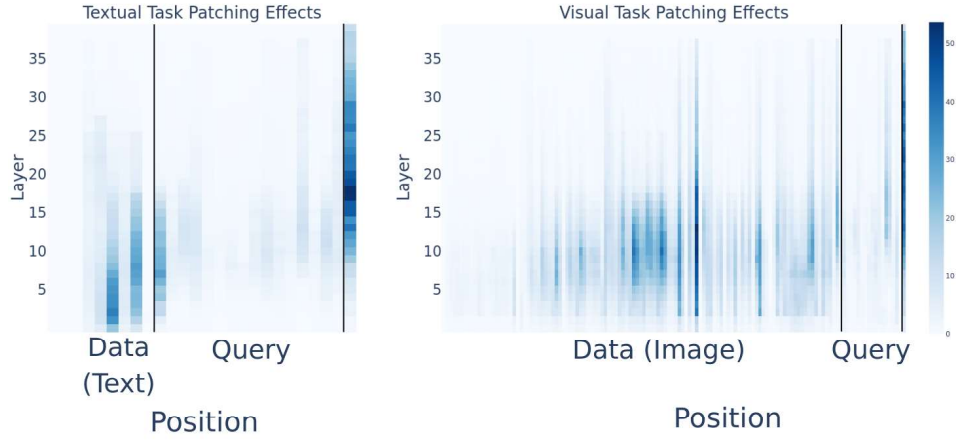 Textual Task Patching Effects
Visual Task Patching Effects
35
30
25
20
15
10
5
Layer
35
30
25
20
15
10
5
Layer
50
40
30
20
10
0
Data
(Text)
Query
Position
Data (Image)
Query
Position